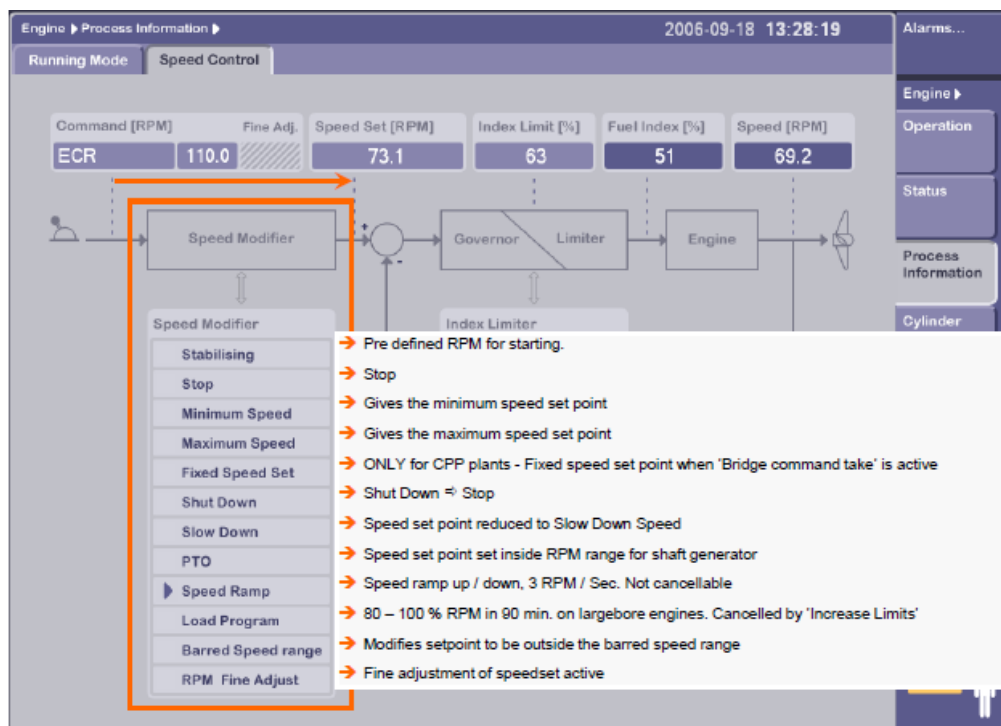 Engine ▶ Process Information ▶
2006-09-18 13:28:19
Alarms...
Running Mode
Speed Control
Engine ▶
Command [RPM]
Fine Adj.
Speed Set [RPM]
Index Limit [%]
Fuel Index [%]
Speed [RPM]
Operation
ECR
110.0
73.1
63
51
69.2
Status
Speed Modifier
+
-
Governor
Limiter
Engine
Process
Information
Speed Modifier
Index Limiter
Cylinder
Stabilising → Pre defined RPM for starting.
Stop → Stop
Minimum Speed → Gives the minimum speed set point
Maximum Speed → Gives the maximum speed set point
Fixed Speed Set → ONLY for CPP plants - Fixed speed set point when 'Bridge command take' is active
Shut Down → Shut Down ⇨ Stop
Slow Down → Speed set point reduced to Slow Down Speed
PTO → Speed set point set inside RPM range for shaft generator
▶ Speed Ramp → Speed ramp up / down, 3 RPM / Sec. Not cancellable
Load Program → 80 – 100 % RPM in 90 min. on largebore engines. Cancelled by 'Increase Limits'
Barred Speed range → Modifies setpoint to be outside the barred speed range
RPM Fine Adjust → Fine adjustment of speedset active